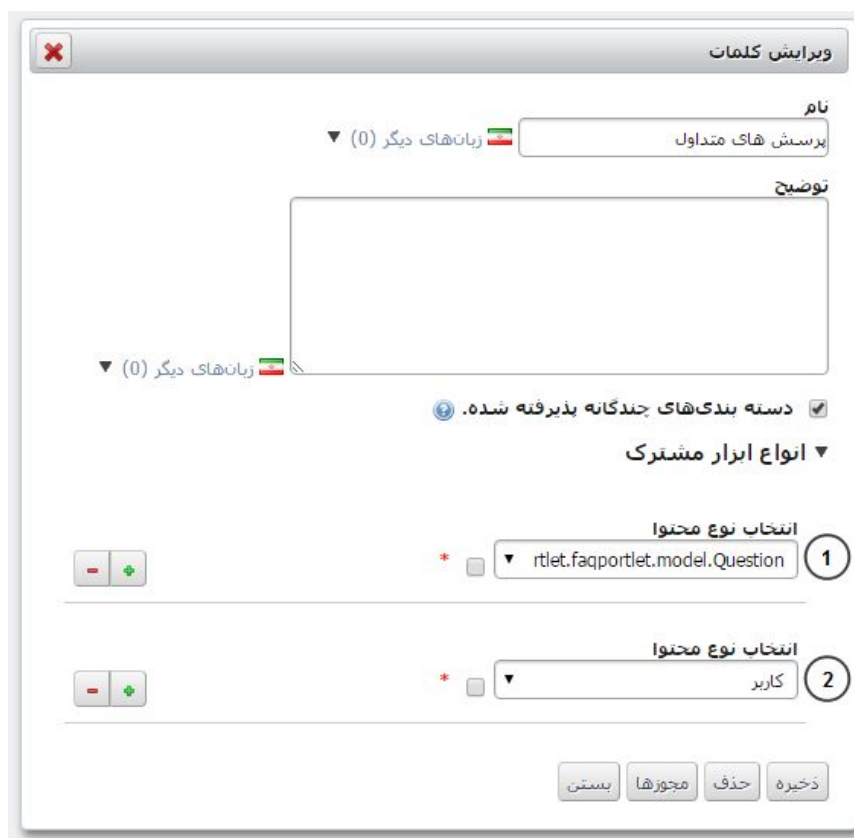 ویرایش کلمات
نام
پرسش های متداول زبان‌های دیگر (0) ▼
توضیح
زبان‌های دیگر (0) ▼
دسته بندی‌های چندگانه پذیرفته شده.
▼ انواع ابزار مشترک
انتخاب نوع محتوا
1 rtlet.faqportlet.model.Question ▼ *
انتخاب نوع محتوا
2 کاربر ▼ *
ذخیره حذف مجوزها بستن